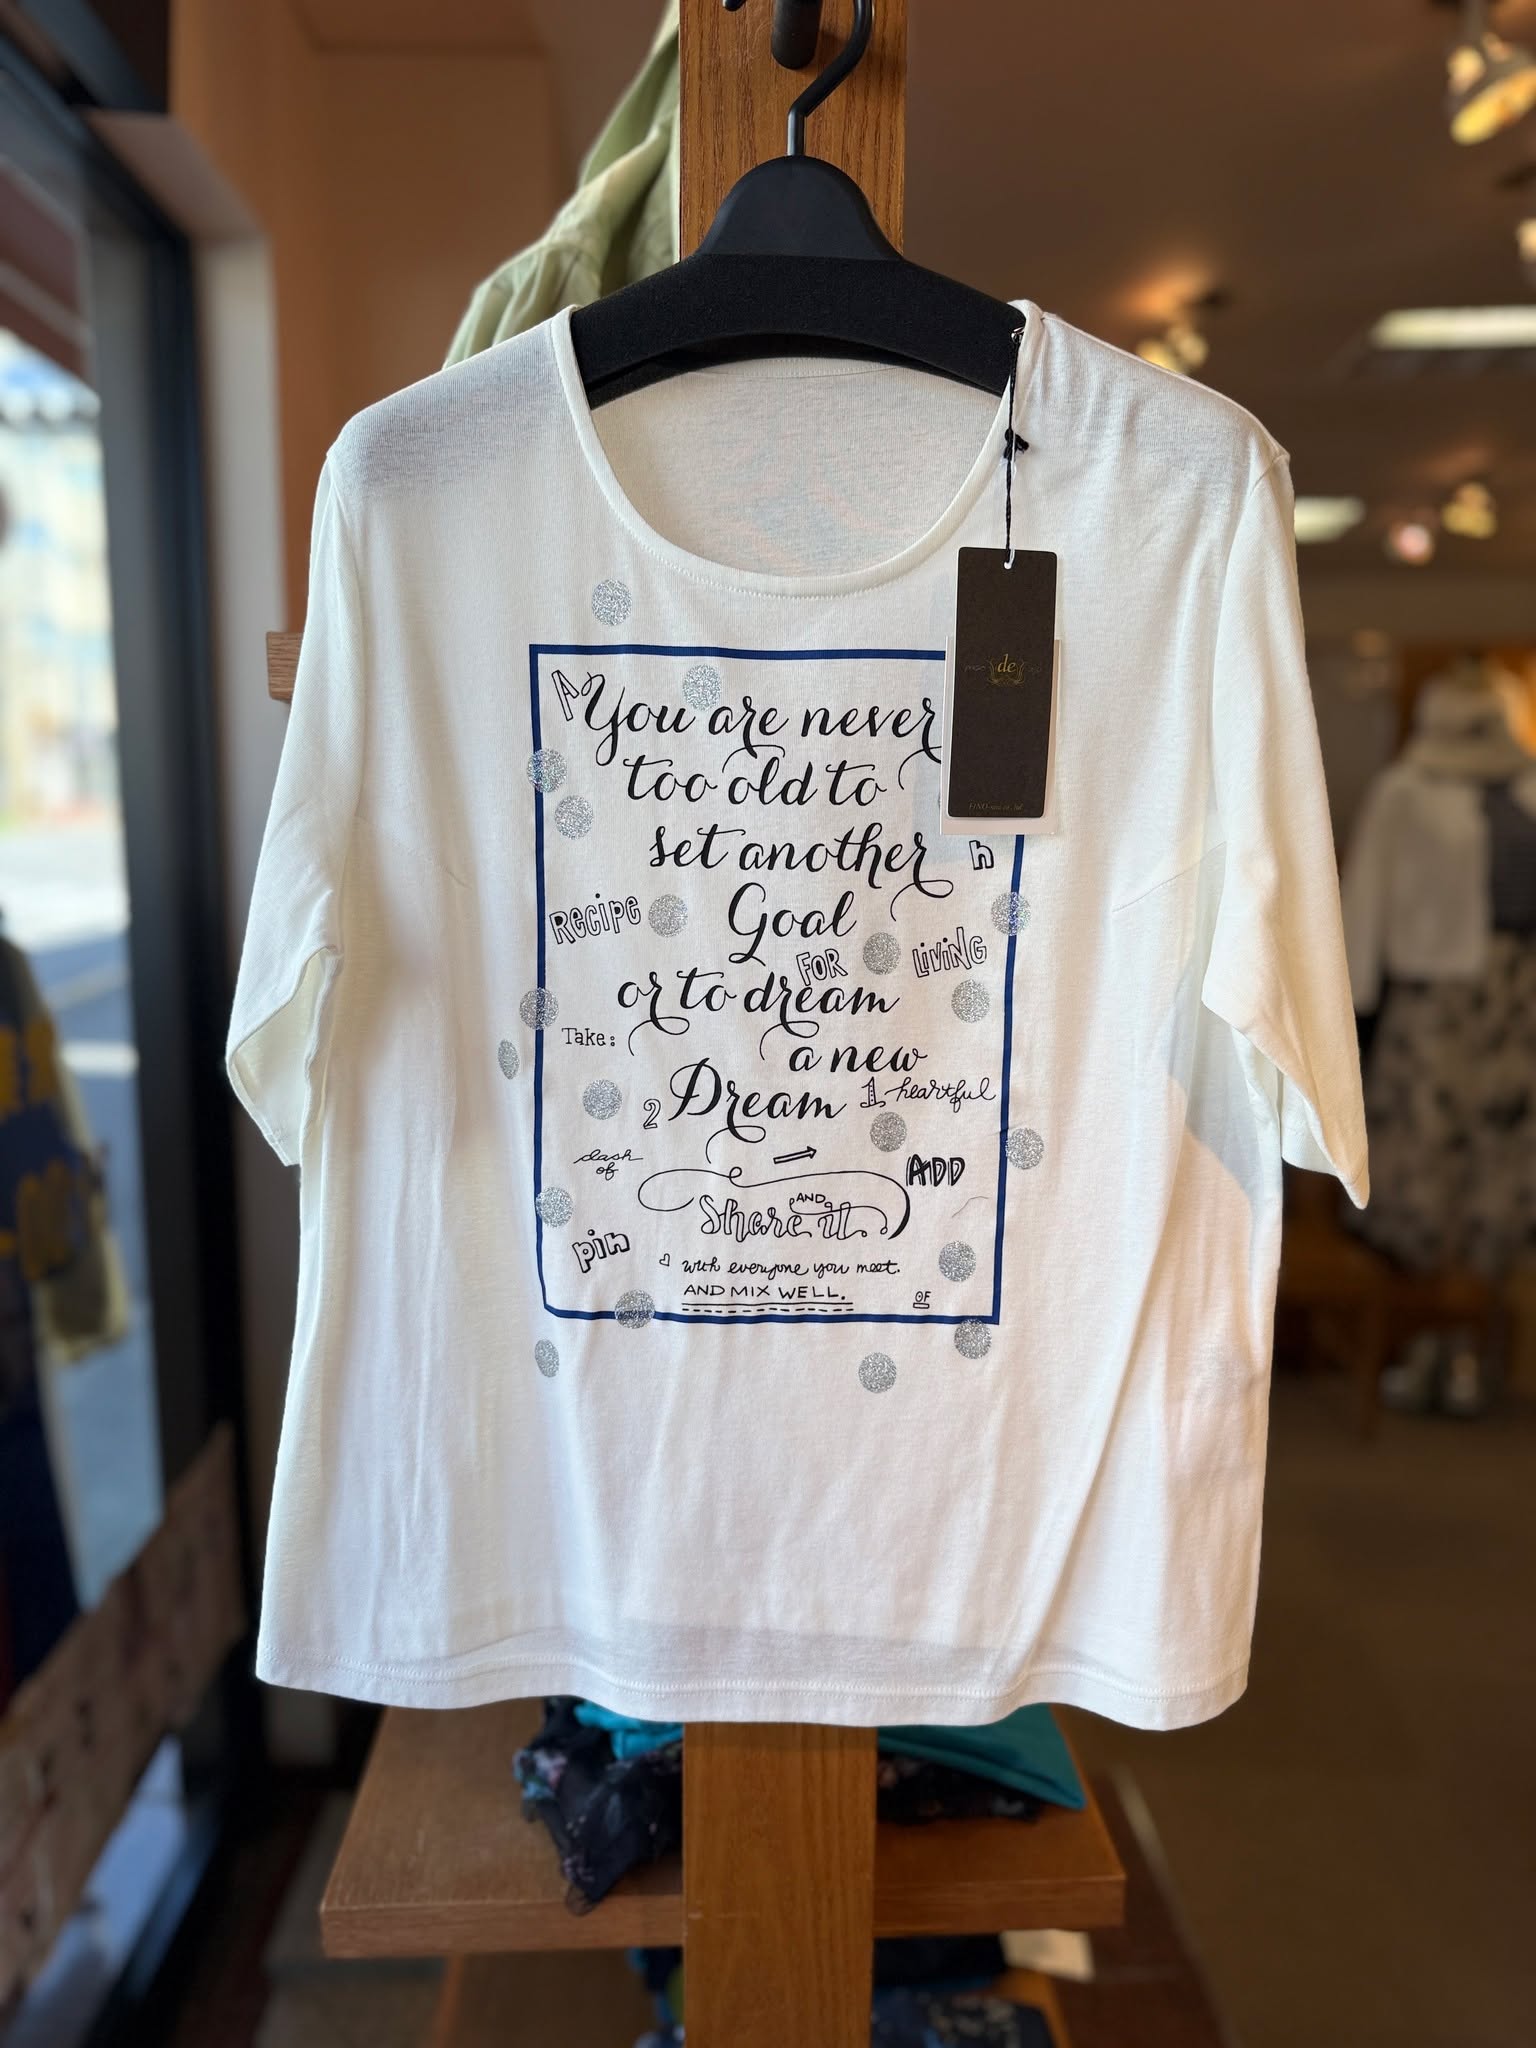 A
You are never
too old to
set another
h
Recipe
Goal
FOR
LiViNG
or to dream
Take:
a new
2
Dream
1 heartful
dash
of
ADD
AND
Share it.
pin
with everyone you meet.
AND MIX WELL.
OF
de